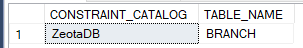 CONSTRAINT_CATALOG TABLE_NAME
1 ZeotaDB BRANCH